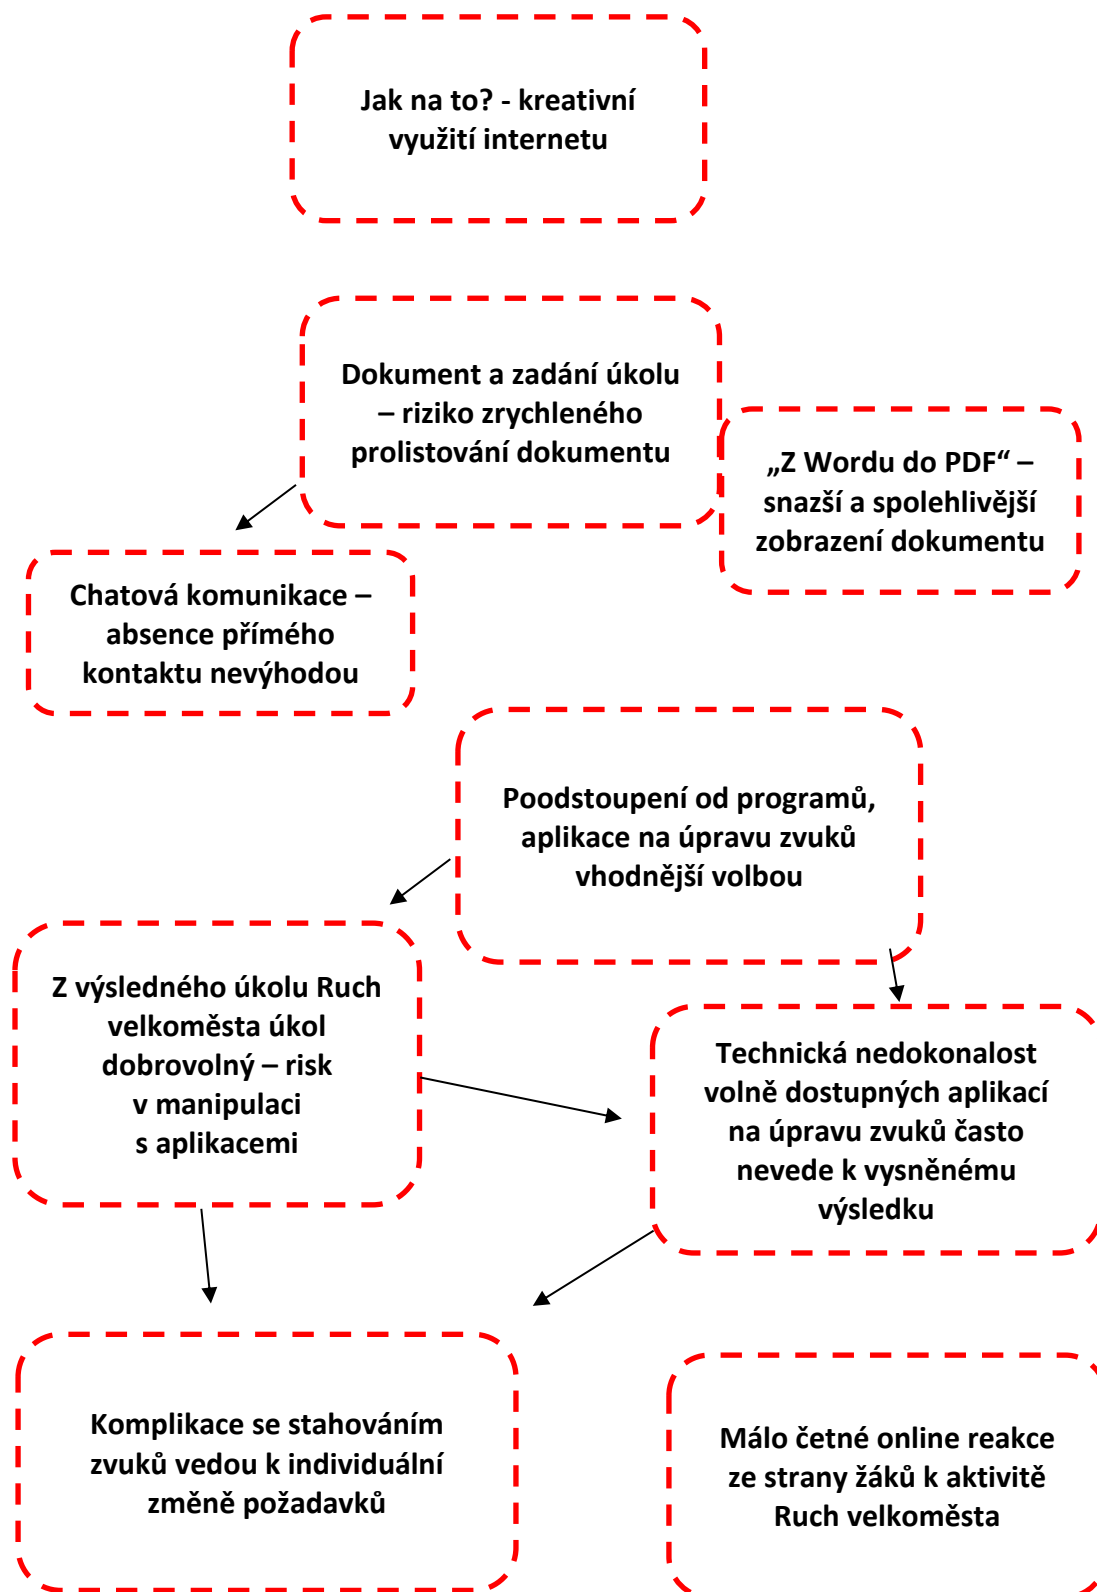 Jak na to? - kreativní
využití internetu
Dokument a zadání úkolu
– riziko zrychleného
prolistování dokumentu
„Z Wordu do PDF“ –
snazší a spolehlivější
zobrazení dokumentu
Chatová komunikace –
absence přímého
kontaktu nevýhodou
Poodstoupení od programů,
aplikace na úpravu zvuků
vhodnější volbou
Z výsledného úkolu Ruch
velkoměsta úkol
dobrovolný – risk
v manipulaci
s aplikacemi
Technická nedokonalost
volně dostupných aplikací
na úpravu zvuků často
nevede k vysněnému
výsledku
Komplikace se stahováním
zvuků vedou k individuální
změně požadavků
Málo četné online reakce
ze strany žáků k aktivitě
Ruch velkoměsta